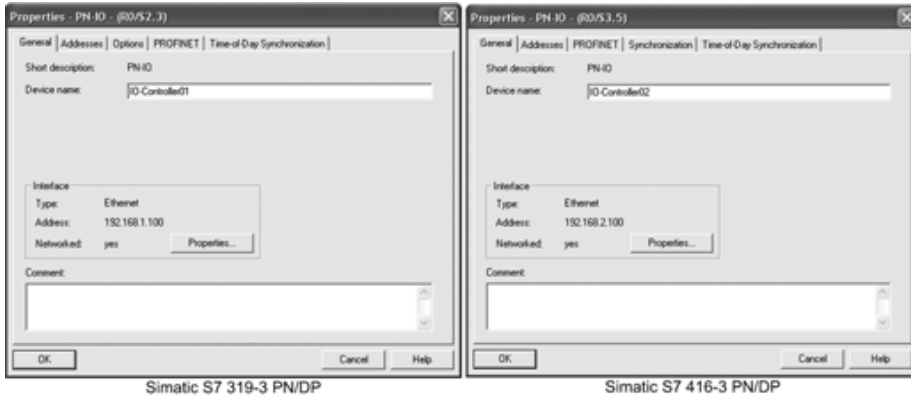 Properties - PN-IO - (R0/S2.3)
General Addresses Options PROFINET Time-of-Day Synchronization
Short description: PN-IO
Device name: IO-Controller01
Interface
Type: Ethernet
Address: 192.168.1.100
Networked: yes Properties...
Comment:
OK Cancel Help
Simatic S7 319-3 PN/DP
Properties - PN-IO - (R0/S3.5)
General Addresses PROFINET Synchronization Time-of-Day Synchronization
Short description: PN-IO
Device name: IO-Controller02
Interface
Type: Ethernet
Address: 192.168.2.100
Networked: yes Properties...
Comment:
OK Cancel Help
Simatic S7 416-3 PN/DP